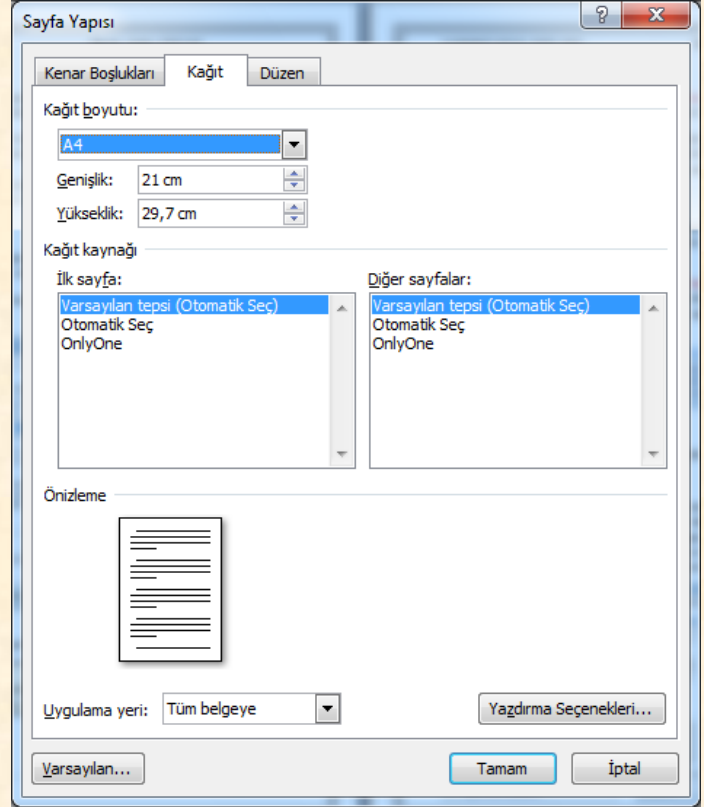 Sayfa Yapısı
Kenar Boşlukları Kağıt Düzen
Kağıt boyutu:
A4
Genişlik: 21 cm
Yükseklik: 29,7 cm
Kağıt kaynağı
İlk sayfa:
Varsayılan tepsi (Otomatik Seç)
Otomatik Seç
OnlyOne
Diğer sayfalar:
Varsayılan tepsi (Otomatik Seç)
Otomatik Seç
OnlyOne
Önizleme
Uygulama yeri: Tüm belgeye
Yazdırma Seçenekleri...
Varsayılan...
Tamam
İptal